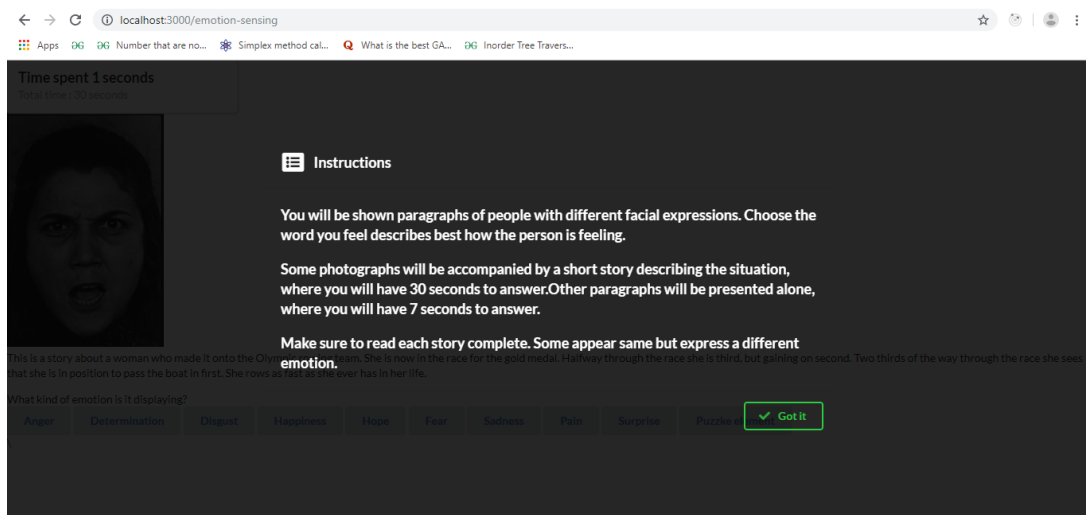 localhost:3000/emotion-sensing
Apps
Number that are no...
Simplex method cal...
What is the best GA...
Inorder Tree Travers...
Time spent 1 seconds
Total time : 30 seconds
Instructions
You will be shown paragraphs of people with different facial expressions. Choose the
word you feel describes best how the person is feeling.
Some photographs will be accompanied by a short story describing the situation,
where you will have 30 seconds to answer.Other paragraphs will be presented alone,
where you will have 7 seconds to answer.
Make sure to read each story complete. Some appear same but express a different
emotion.
This is a story about a woman who made it onto the Olympic team. She is now in the race for the gold medal. Halfway through the race she is third, but gaining on second. Two thirds of the way through the race she sees
that she is in position to pass the boat in first. She rows as fast as she ever has in her life.
What kind of emotion is it displaying?
Anger Determination Disgust Happiness Hope Fear Sadness Pain Surprise Puzzke
Got it